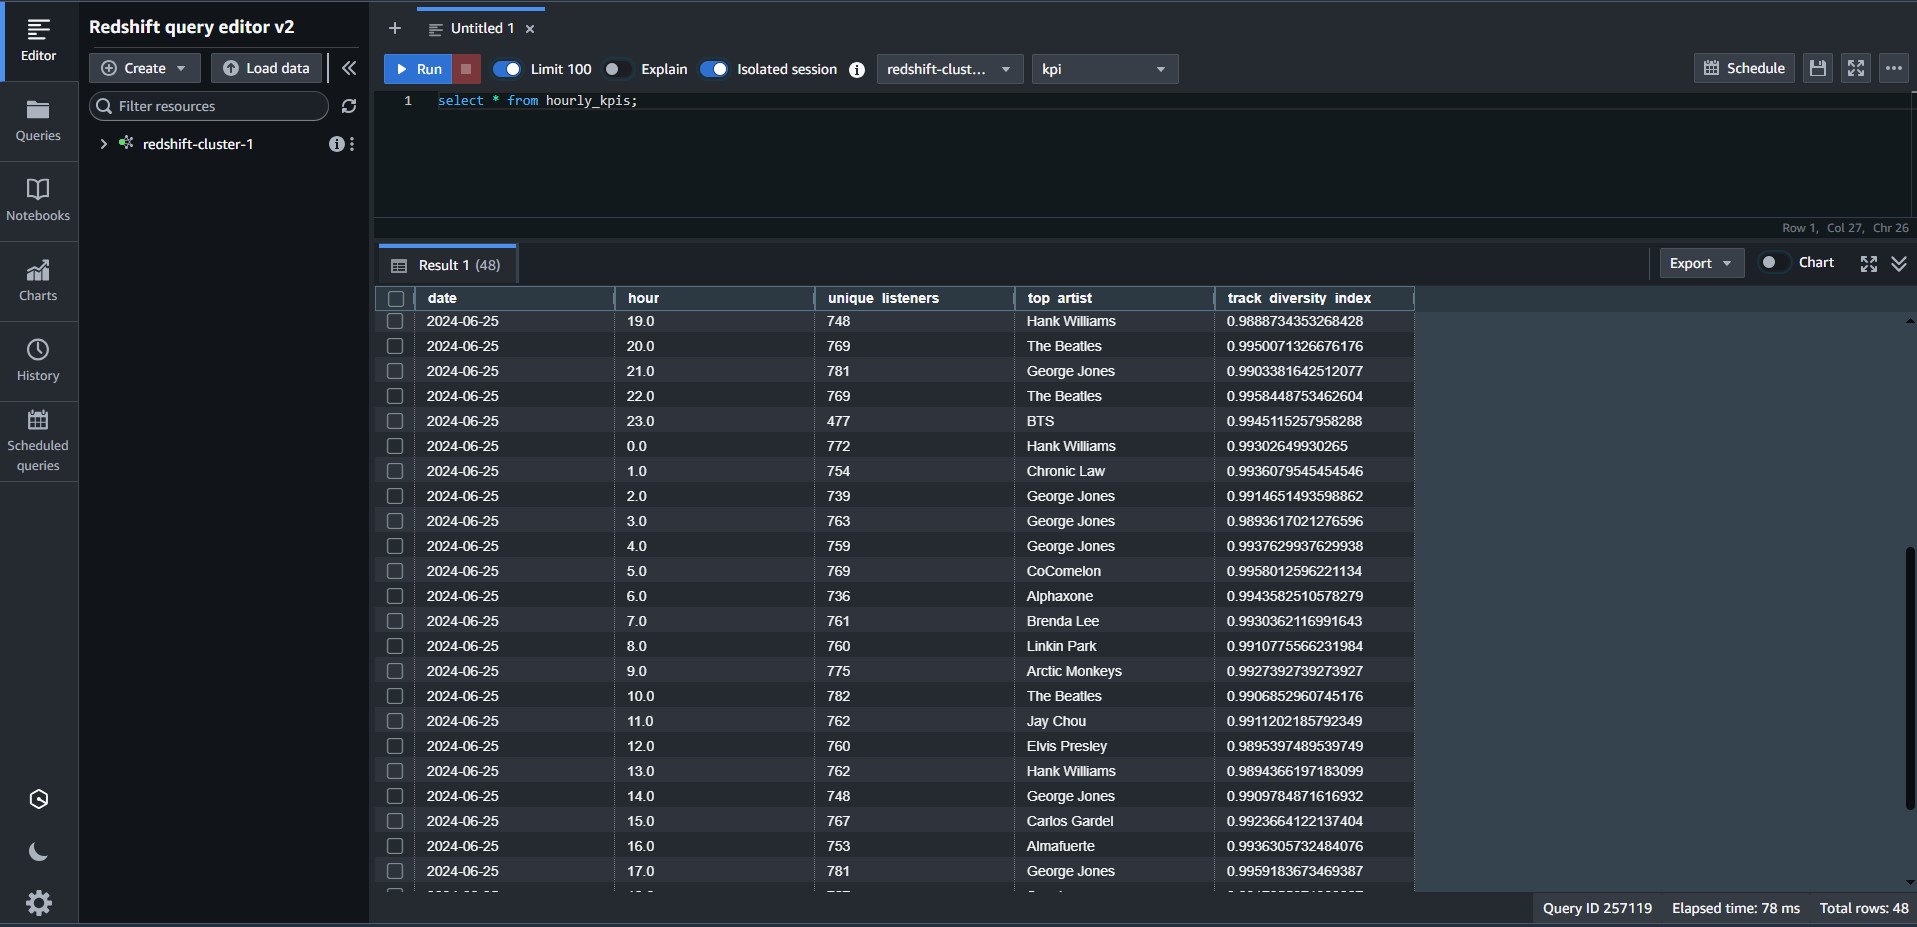 Redshift query editor v2
Editor
Queries
Notebooks
Charts
History
Scheduled queries
Create
Load data
Filter resources
redshift-cluster-1
Untitled 1
Run
Limit 100
Explain
Isolated session
redshift-clust...
kpi
Schedule
1 select * from hourly_kpis;
Row 1, Col 27, Chr 26
Result 1 (48)
Export
Chart
date hour unique_listeners top_artist track_diversity_index
2024-06-25 19.0 748 Hank Williams 0.9888734353268428
2024-06-25 20.0 769 The Beatles 0.9950071326676176
2024-06-25 21.0 781 George Jones 0.9903381642512077
2024-06-25 22.0 769 The Beatles 0.9958448753462604
2024-06-25 23.0 477 BTS 0.9945115257958288
2024-06-25 0.0 772 Hank Williams 0.99302649930265
2024-06-25 1.0 754 Chronic Law 0.9936079545454546
2024-06-25 2.0 739 George Jones 0.9914651493598862
2024-06-25 3.0 763 George Jones 0.9893617021276596
2024-06-25 4.0 759 George Jones 0.9937629937629938
2024-06-25 5.0 769 CoComelon 0.9958012596221134
2024-06-25 6.0 736 Alphaxone 0.9943582510578279
2024-06-25 7.0 761 Brenda Lee 0.9930362116991643
2024-06-25 8.0 760 Linkin Park 0.9910775566231984
2024-06-25 9.0 775 Arctic Monkeys 0.9927392739273927
2024-06-25 10.0 782 The Beatles 0.9906852960745176
2024-06-25 11.0 762 Jay Chou 0.9911202185792349
2024-06-25 12.0 760 Elvis Presley 0.9895397489539749
2024-06-25 13.0 762 Hank Williams 0.9894366197183099
2024-06-25 14.0 748 George Jones 0.9909784871616932
2024-06-25 15.0 767 Carlos Gardel 0.9923664122137404
2024-06-25 16.0 753 Almafuerte 0.9936305732484076
2024-06-25 17.0 781 George Jones 0.9959183673469387
Query ID 257119 Elapsed time: 78 ms Total rows: 48